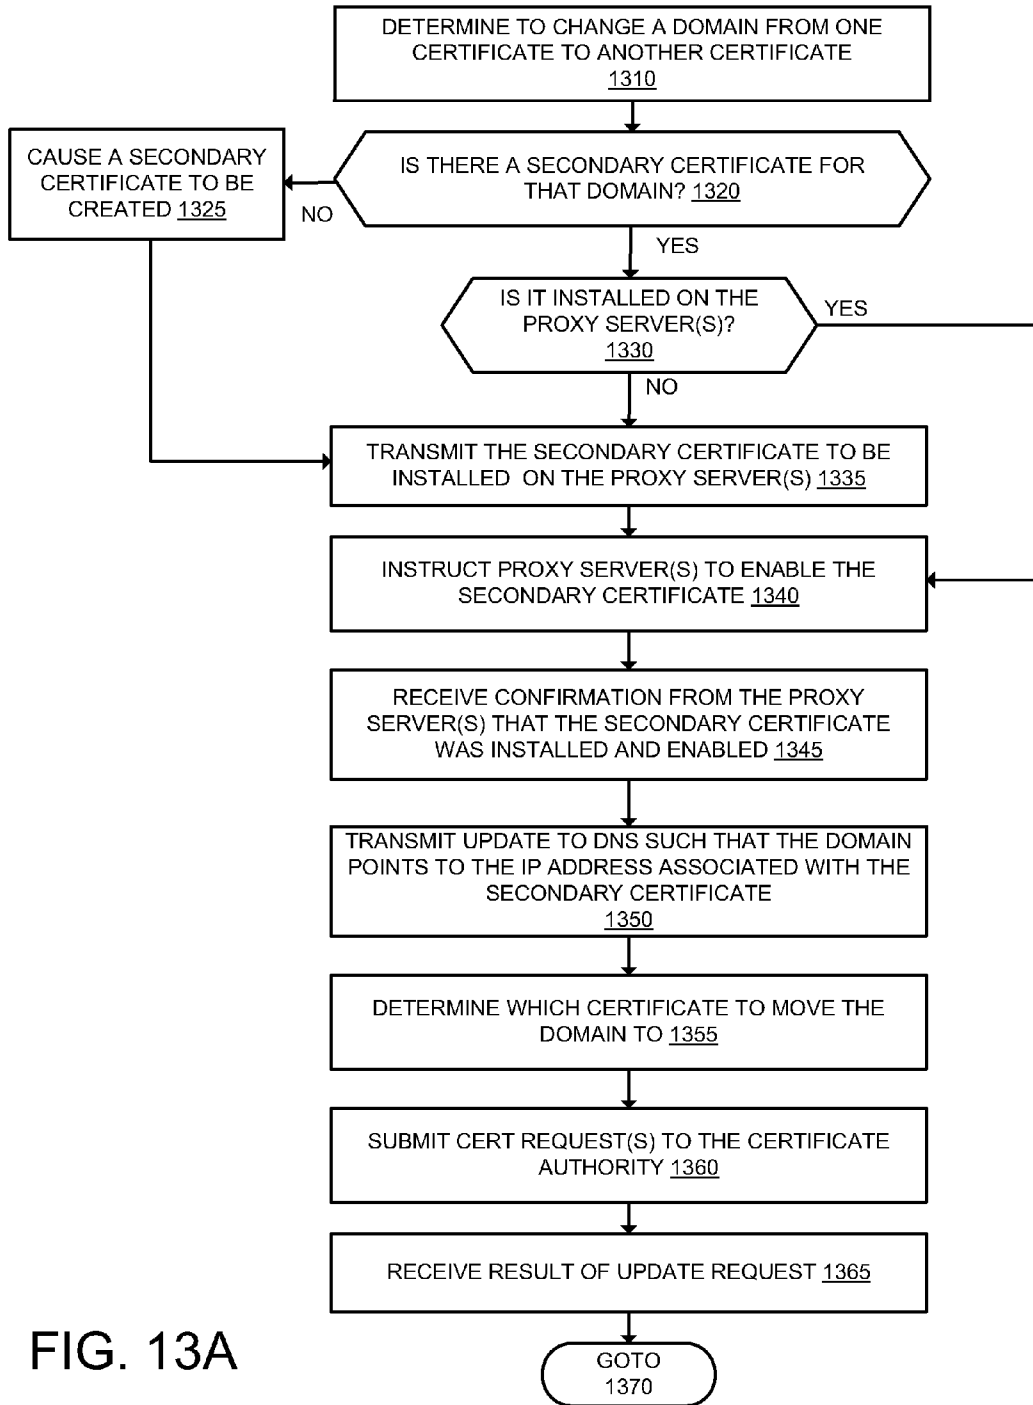 DETERMINE TO CHANGE A DOMAIN FROM ONE
CERTIFICATE TO ANOTHER CERTIFICATE
1310
CAUSE A SECONDARY
CERTIFICATE TO BE
CREATED 1325
NO
IS THERE A SECONDARY CERTIFICATE FOR
THAT DOMAIN? 1320
YES
IS IT INSTALLED ON THE
PROXY SERVER(S)?
1330
YES
NO
TRANSMIT THE SECONDARY CERTIFICATE TO BE
INSTALLED ON THE PROXY SERVER(S) 1335
INSTRUCT PROXY SERVER(S) TO ENABLE THE
SECONDARY CERTIFICATE 1340
RECEIVE CONFIRMATION FROM THE PROXY
SERVER(S) THAT THE SECONDARY CERTIFICATE
WAS INSTALLED AND ENABLED 1345
TRANSMIT UPDATE TO DNS SUCH THAT THE DOMAIN
POINTS TO THE IP ADDRESS ASSOCIATED WITH THE
SECONDARY CERTIFICATE
1350
DETERMINE WHICH CERTIFICATE TO MOVE THE
DOMAIN TO 1355
SUBMIT CERT REQUEST(S) TO THE CERTIFICATE
AUTHORITY 1360
RECEIVE RESULT OF UPDATE REQUEST 1365
GOTO
1370
FIG. 13A